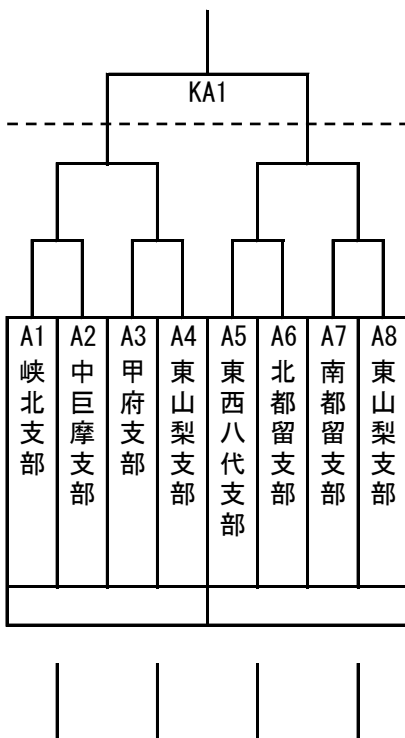 KA1
A1
峡北支部
A2
中巨摩支部
A3
甲府支部
A4
東山梨支部
A5
東西八代支部
A6
北都留支部
A7
南都留支部
A8
東山梨支部